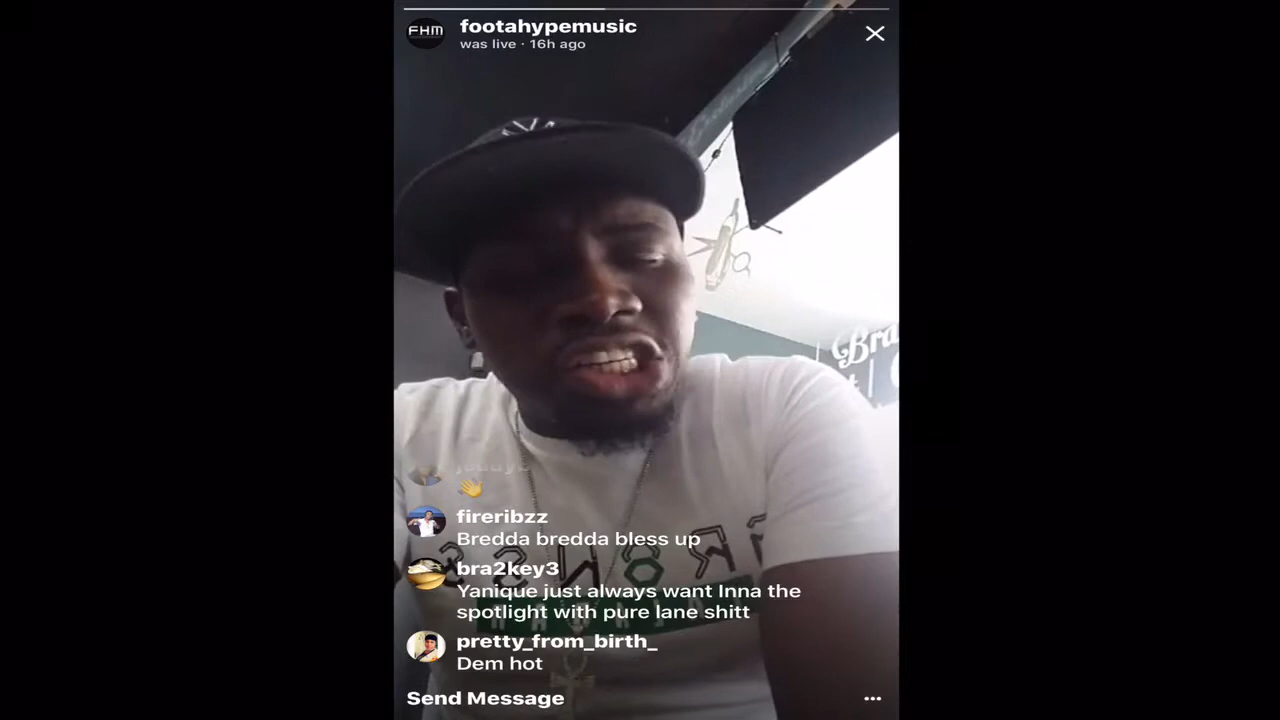 FHM
footahypemusic
was live · 16h ago
Bra
fireribzz
Bredda bredda bless up
bra2key3
Yanique just always want Inna the
spotlight with pure lane shitt
pretty_from_birth_
Dem hot
Send Message